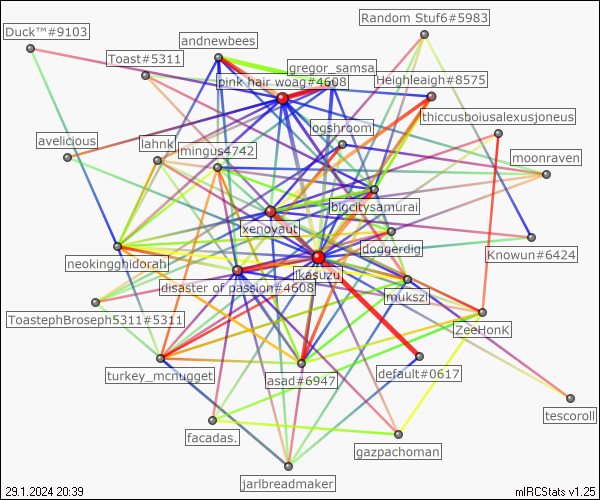 Random Stuf6#5983
Duck™#9103
andnewbees
Toast#5311
gregor_samsa
pink hair woag#4608
Heighleaigh#8575
thiccusboiusalexusjoneus
logshroom
avelicious
lahnk
mingus4742
moonraven
bigcitysamurai
xenoyaut
doggerdig
Knowun#6424
neokingghidorah
ikasuzu
disaster of passion#4608
mukszi
ToastephBroseph5311#5311
ZeeHonK
turkey_mcnugget
asad#6947
default#0617
tescoroll
facadas.
gazpachoman
jarlbreadmaker
29.1.2024 20:39
mIRCStats v1.25